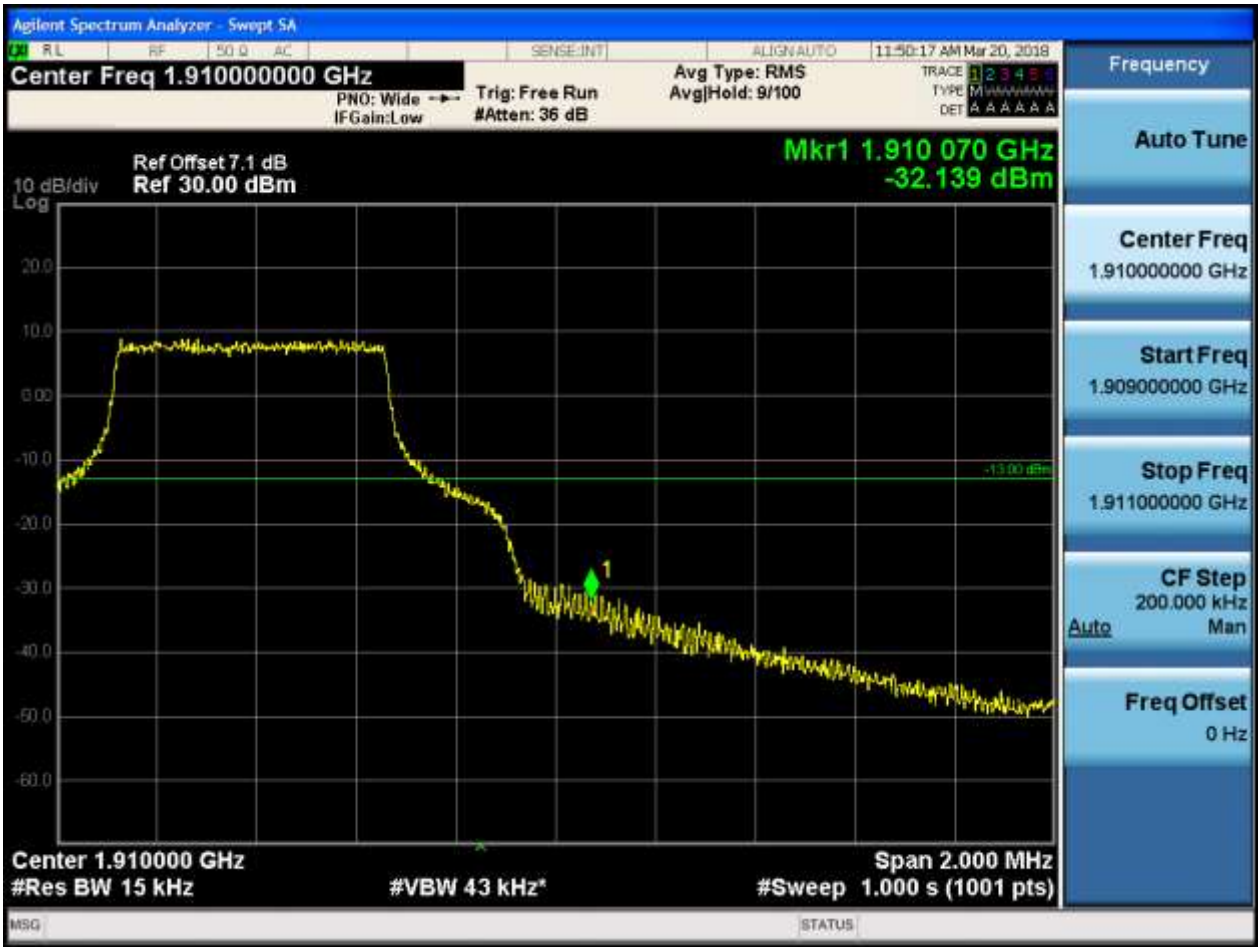 Agilent Spectrum Analyzer - Swept SA
RL RF 50 Ω AC SENSE:INT ALIGN AUTO 11:50:17 AM Mar 20, 2018
Center Freq 1.910000000 GHz
PNO: Wide
IFGain:Low
Trig: Free Run
#Atten: 36 dB
Avg Type: RMS
Avg|Hold: 9/100
TRACE 1 2 3 4 5 6
TYPE M
DET A A A A A A
Ref Offset 7.1 dB
10 dB/div Ref 30.00 dBm
Log
Mkr1 1.910 070 GHz
-32.139 dBm
20.0
10.0
0.00
-10.0
-13.00 dBm
-20.0
1
-30.0
-40.0
-50.0
-60.0
Center 1.910000 GHz Span 2.000 MHz
#Res BW 15 kHz #VBW 43 kHz* #Sweep 1.000 s (1001 pts)
MSG STATUS
Frequency
Auto Tune
Center Freq
1.910000000 GHz
Start Freq
1.909000000 GHz
Stop Freq
1.911000000 GHz
CF Step
200.000 kHz
Auto Man
Freq Offset
0 Hz